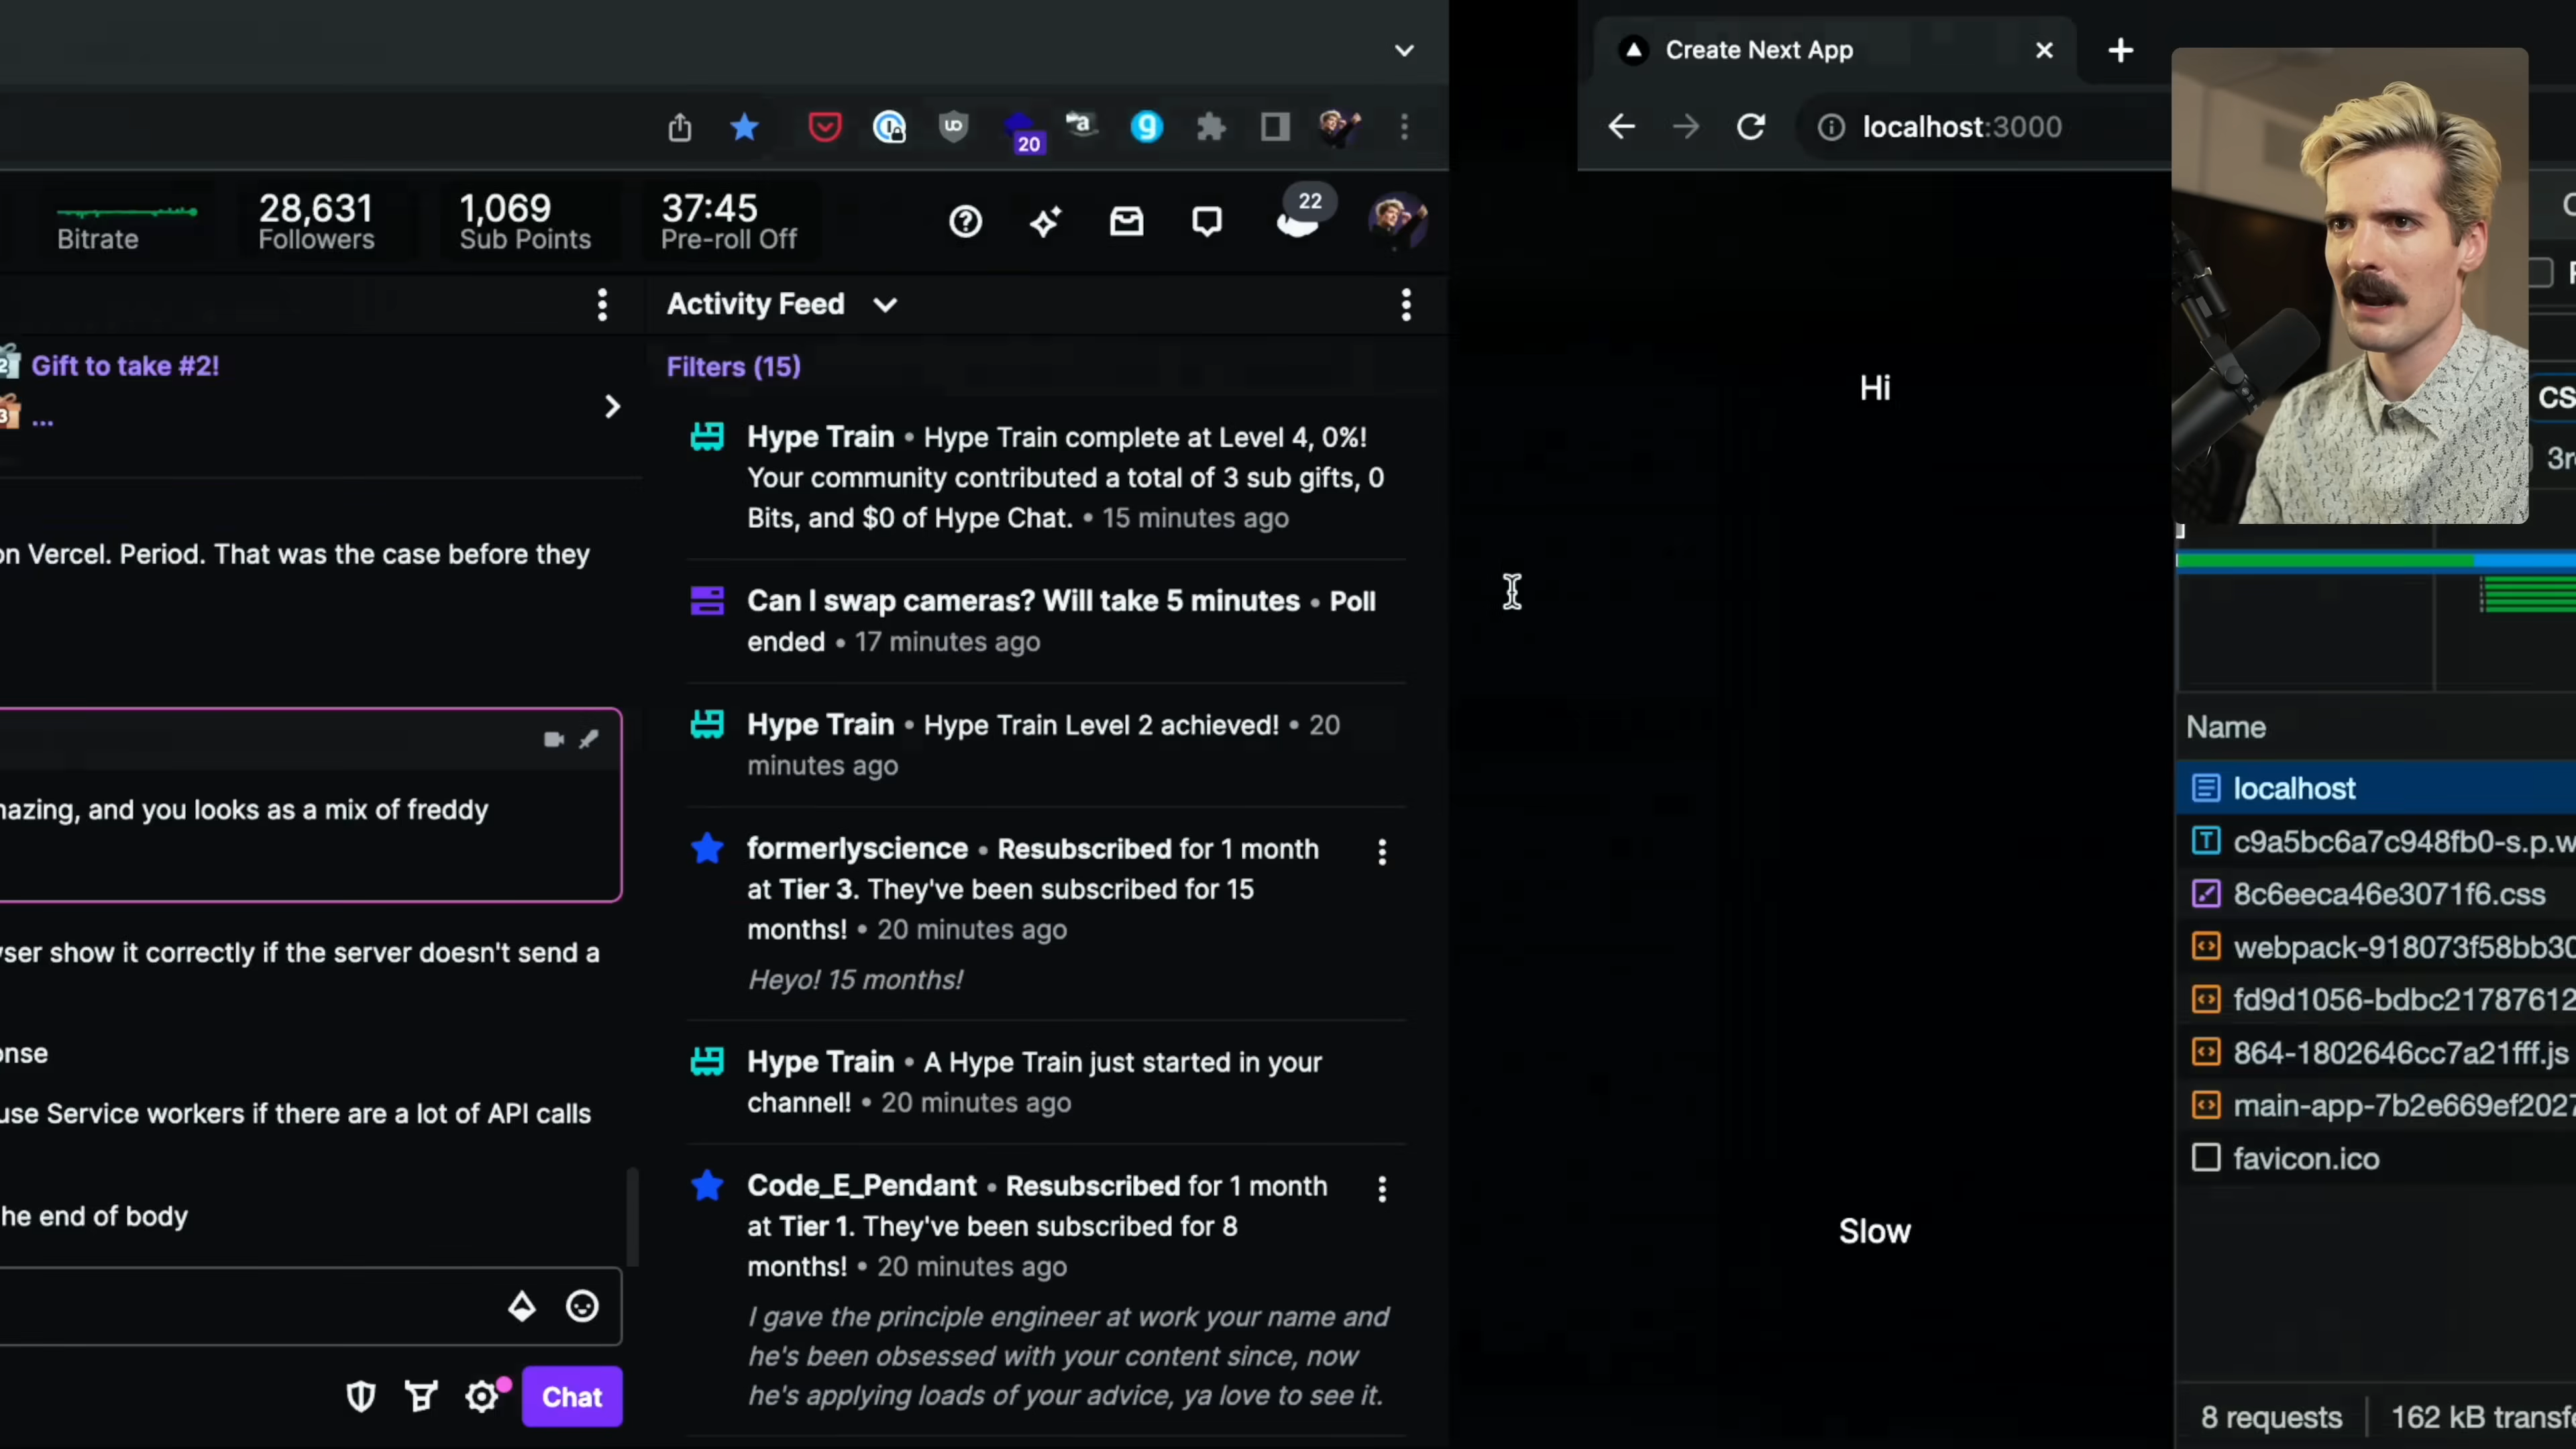 20
Bitrate
28,631
Followers
1,069
Sub Points
37:45
Pre-roll Off
22
Gift to take #2!
...
on Vercel. Period. That was the case before they
mazing, and you looks as a mix of freddy
wser show it correctly if the server doesn't send a
onse
use Service workers if there are a lot of API calls
he end of body
Chat
Activity Feed
Filters (15)
Hype Train • Hype Train complete at Level 4, 0%!
Your community contributed a total of 3 sub gifts, 0
Bits, and $0 of Hype Chat. • 15 minutes ago
Can I swap cameras? Will take 5 minutes • Poll
ended • 17 minutes ago
Hype Train • Hype Train Level 2 achieved! • 20
minutes ago
formerlyscience • Resubscribed for 1 month
at Tier 3. They've been subscribed for 15
months! • 20 minutes ago
Heyo! 15 months!
Hype Train • A Hype Train just started in your
channel! • 20 minutes ago
Code_E_Pendant • Resubscribed for 1 month
at Tier 1. They've been subscribed for 8
months! • 20 minutes ago
I gave the principle engineer at work your name and
he's been obsessed with your content since, now
he's applying loads of your advice, ya love to see it.
Create Next App
localhost:3000
Hi
Slow
CS
3r
Name
localhost
c9a5bc6a7c948fb0-s.p.w
8c6eeca46e3071f6.css
webpack-918073f58bb30
fd9d1056-bdbc21787612
864-1802646cc7a21fff.js
main-app-7b2e669ef2027
favicon.ico
8 requests
162 kB transfe